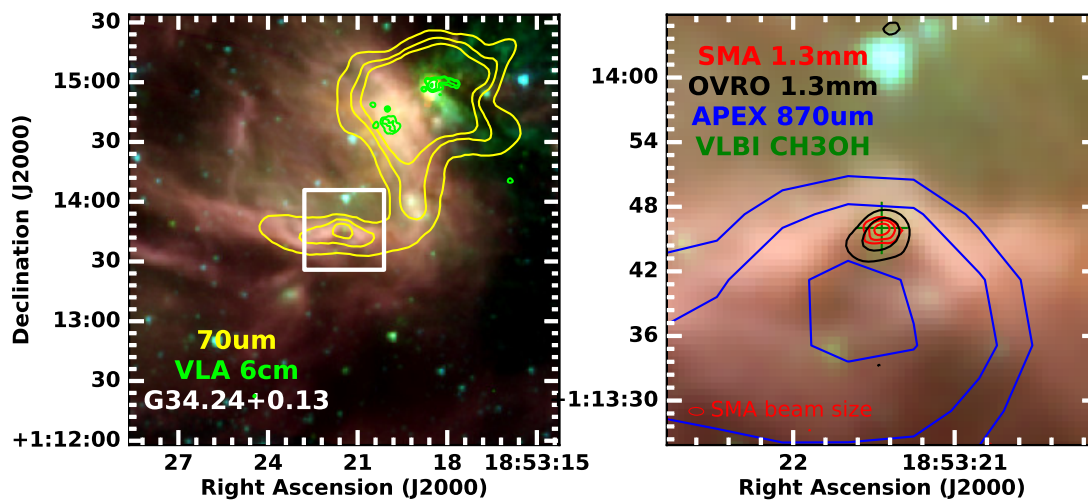 30
15:00
30
14:00
30
13:00
30
+1:12:00
Declination (J2000)
70um
VLA 6cm
G34.24+0.13
27
24
21
18
18:53:15
Right Ascension (J2000)
SMA 1.3mm
OVRO 1.3mm
APEX 870um
VLBI CH3OH
14:00
54
48
42
36
+1:13:30
SMA beam size
22
18:53:21
Right Ascension (J2000)